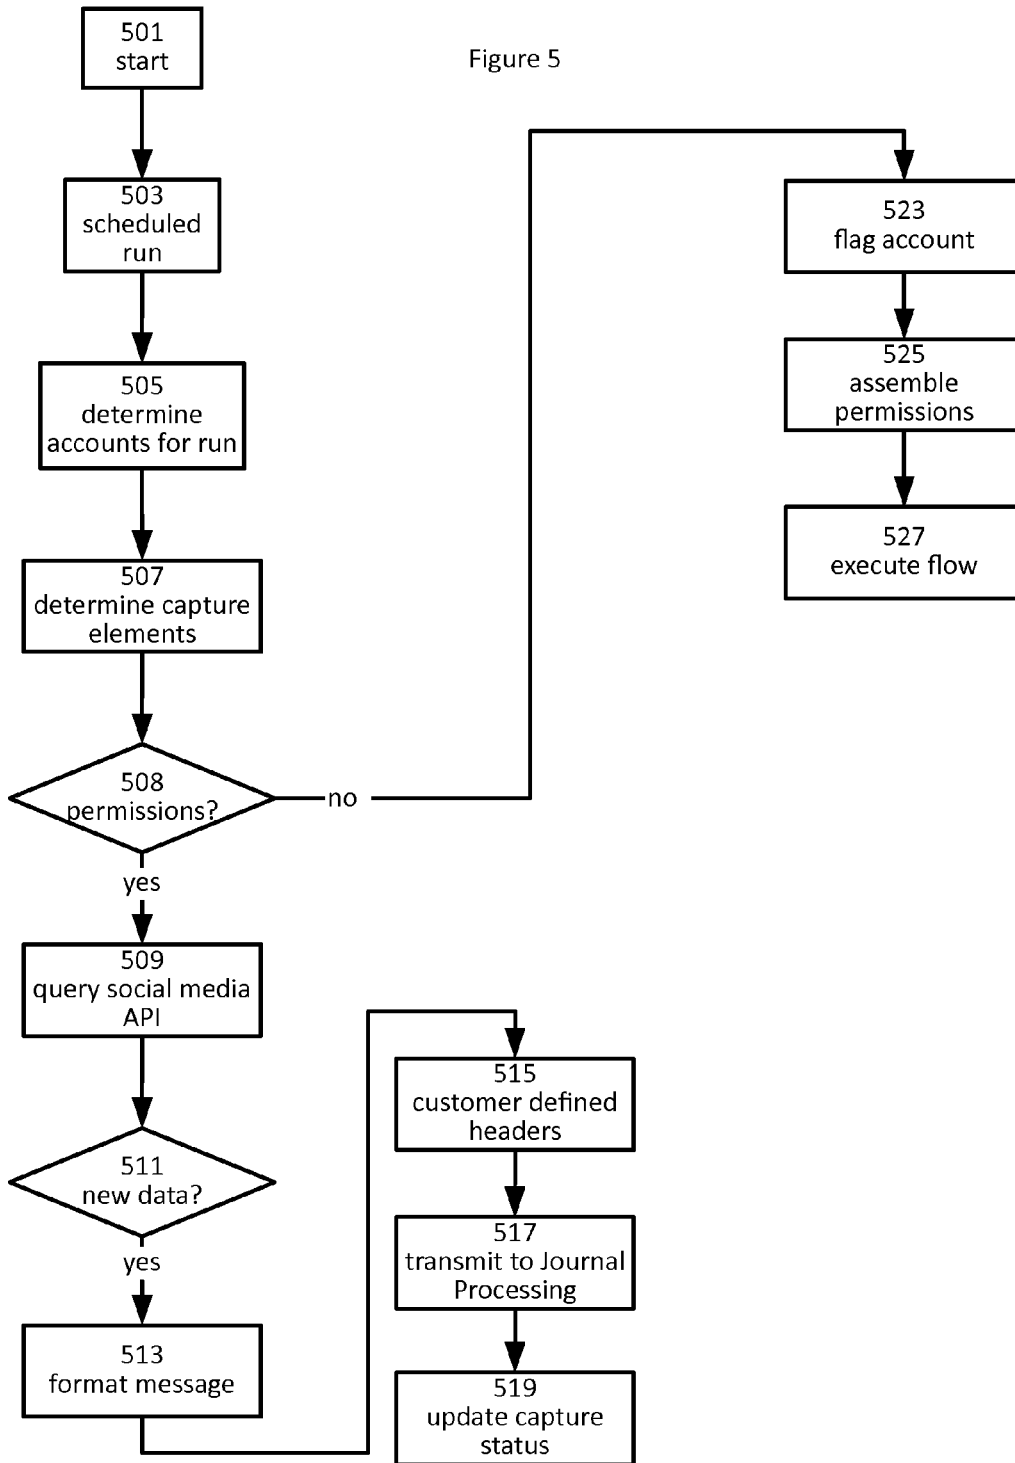 501
start
Figure 5
503
scheduled
run
505
determine
accounts for run
507
determine capture
elements
508
permissions?
no
yes
509
query social media
API
511
new data?
yes
513
format message
515
customer defined
headers
517
transmit to Journal
Processing
519
update capture
status
523
flag account
525
assemble
permissions
527
execute flow